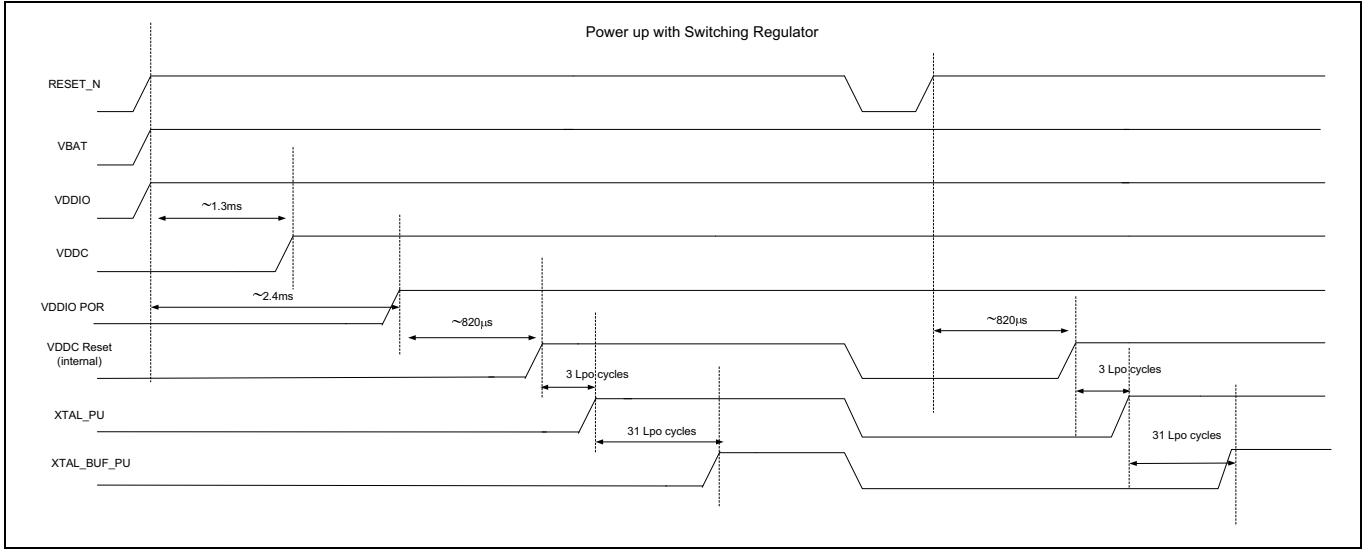 Power up with Switching Regulator
RESET_N
VBAT
VDDIO
~1.3ms
VDDC
~2.4ms
VDDIO POR
~820µs
~820µs
VDDC Reset
(internal)
3 Lpo cycles
3 Lpo cycles
XTAL_PU
31 Lpo cycles
31 Lpo cycles
XTAL_BUF_PU